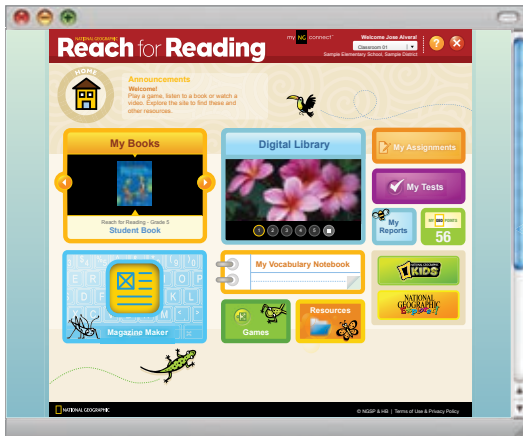 NATIONAL GEOGRAPHIC
Reach for Reading
my NG connect
Welcome Jose Alvera!
Classroom 01
Sample Elementary School, Sample District
?
HOME
Announcements
Welcome!
Play a game, listen to a book or watch a
video. Explore the site to find these and
other resources.
My Books
Reach for Reading - Grade 5
Student Book
Digital Library
1 2 3 4 5 6
My Assignments
My Tests
My
Reports
POINTS
56
Magazine Maker
My Vocabulary Notebook
Games
Resources
NATIONAL GEOGRAPHIC
KIDS
NATIONAL
GEOGRAPHIC
Explorer!
NATIONAL GEOGRAPHIC
© NGSP & HB | Terms of Use & Privacy Policy